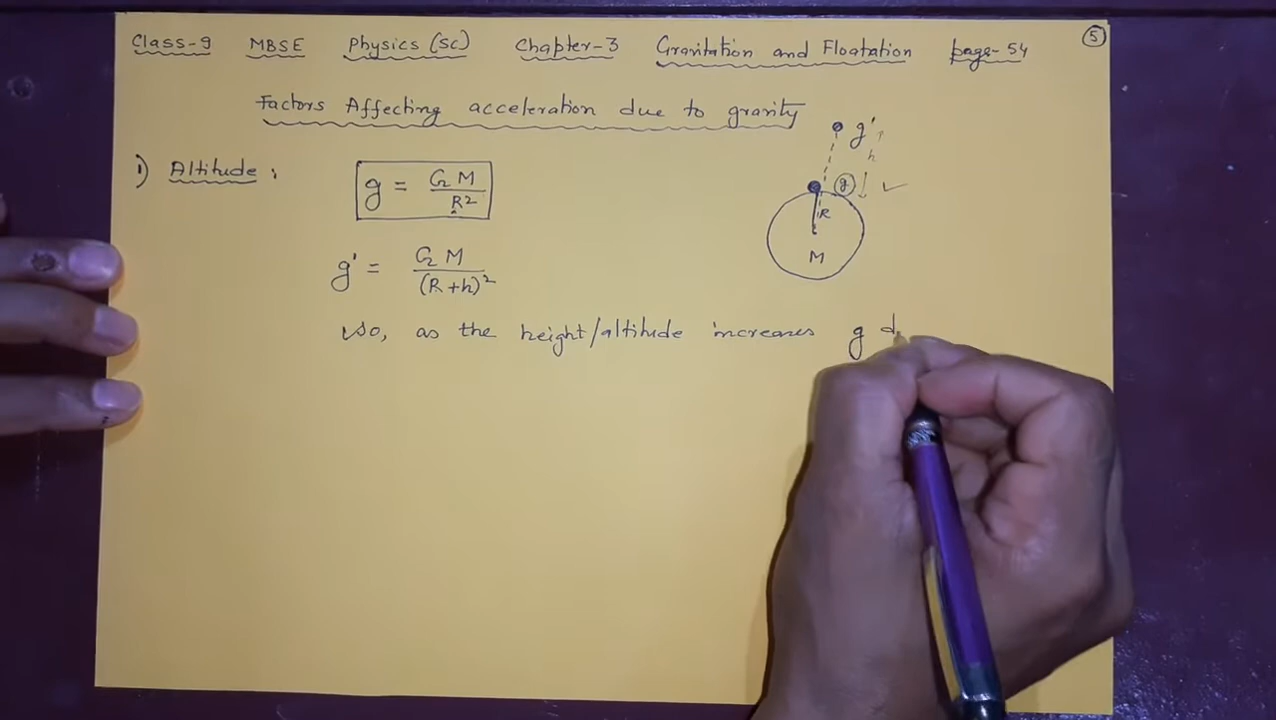 Class-9 MBSE Physics (SC) Chapter-3 Gravitation and Floatation page-54
5
Factors Affecting acceleration due to gravity
g'
h
i) Altitude :
g = GM/R²
g
R
M
g' = GM/(R+h)²
So, as the height/altitude increases g d